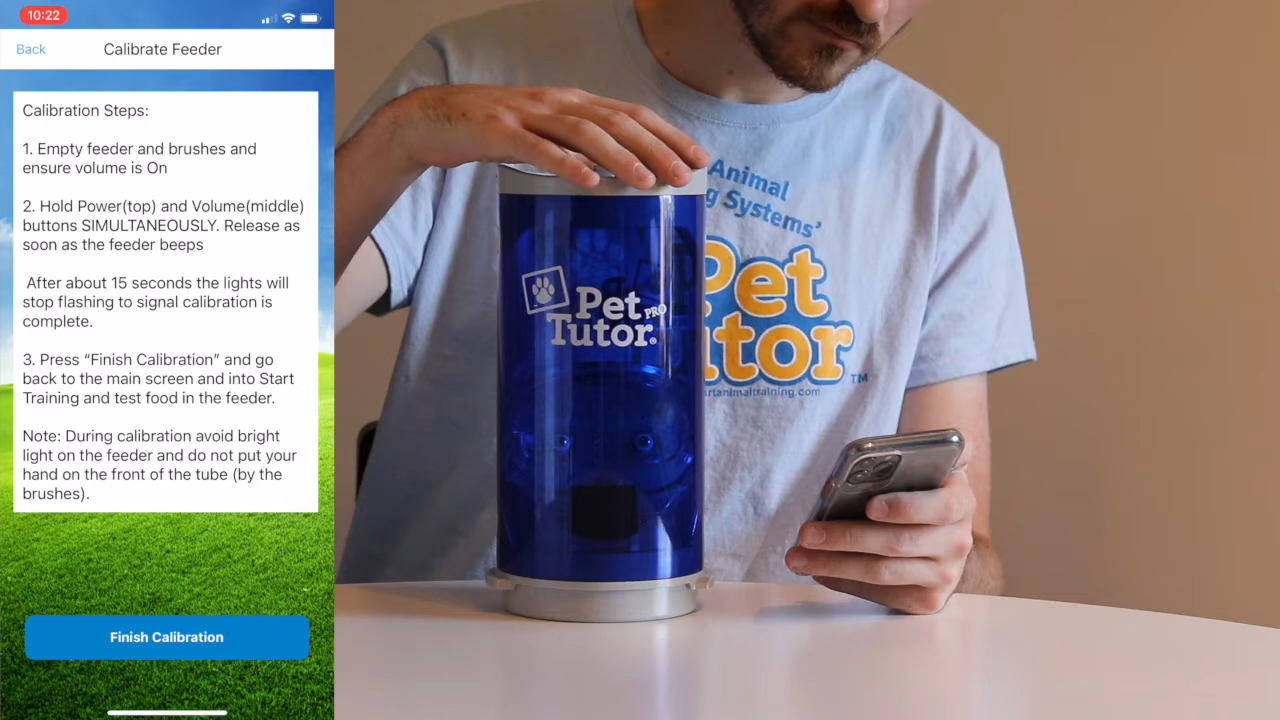 10:22
Back
Calibrate Feeder
Calibration Steps:
1. Empty feeder and brushes and
ensure volume is On
2. Hold Power(top) and Volume(middle)
buttons SIMULTANEOUSLY. Release as
soon as the feeder beeps
After about 15 seconds the lights will
stop flashing to signal calibration is
complete.
3. Press “Finish Calibration” and go
back to the main screen and into Start
Training and test food in the feeder.
Note: During calibration avoid bright
light on the feeder and do not put your
hand on the front of the tube (by the
brushes).
Finish Calibration
Pet PRO
Tutor®
Animal
g Systems’
Pet
utor™
rtanimaltraining.com